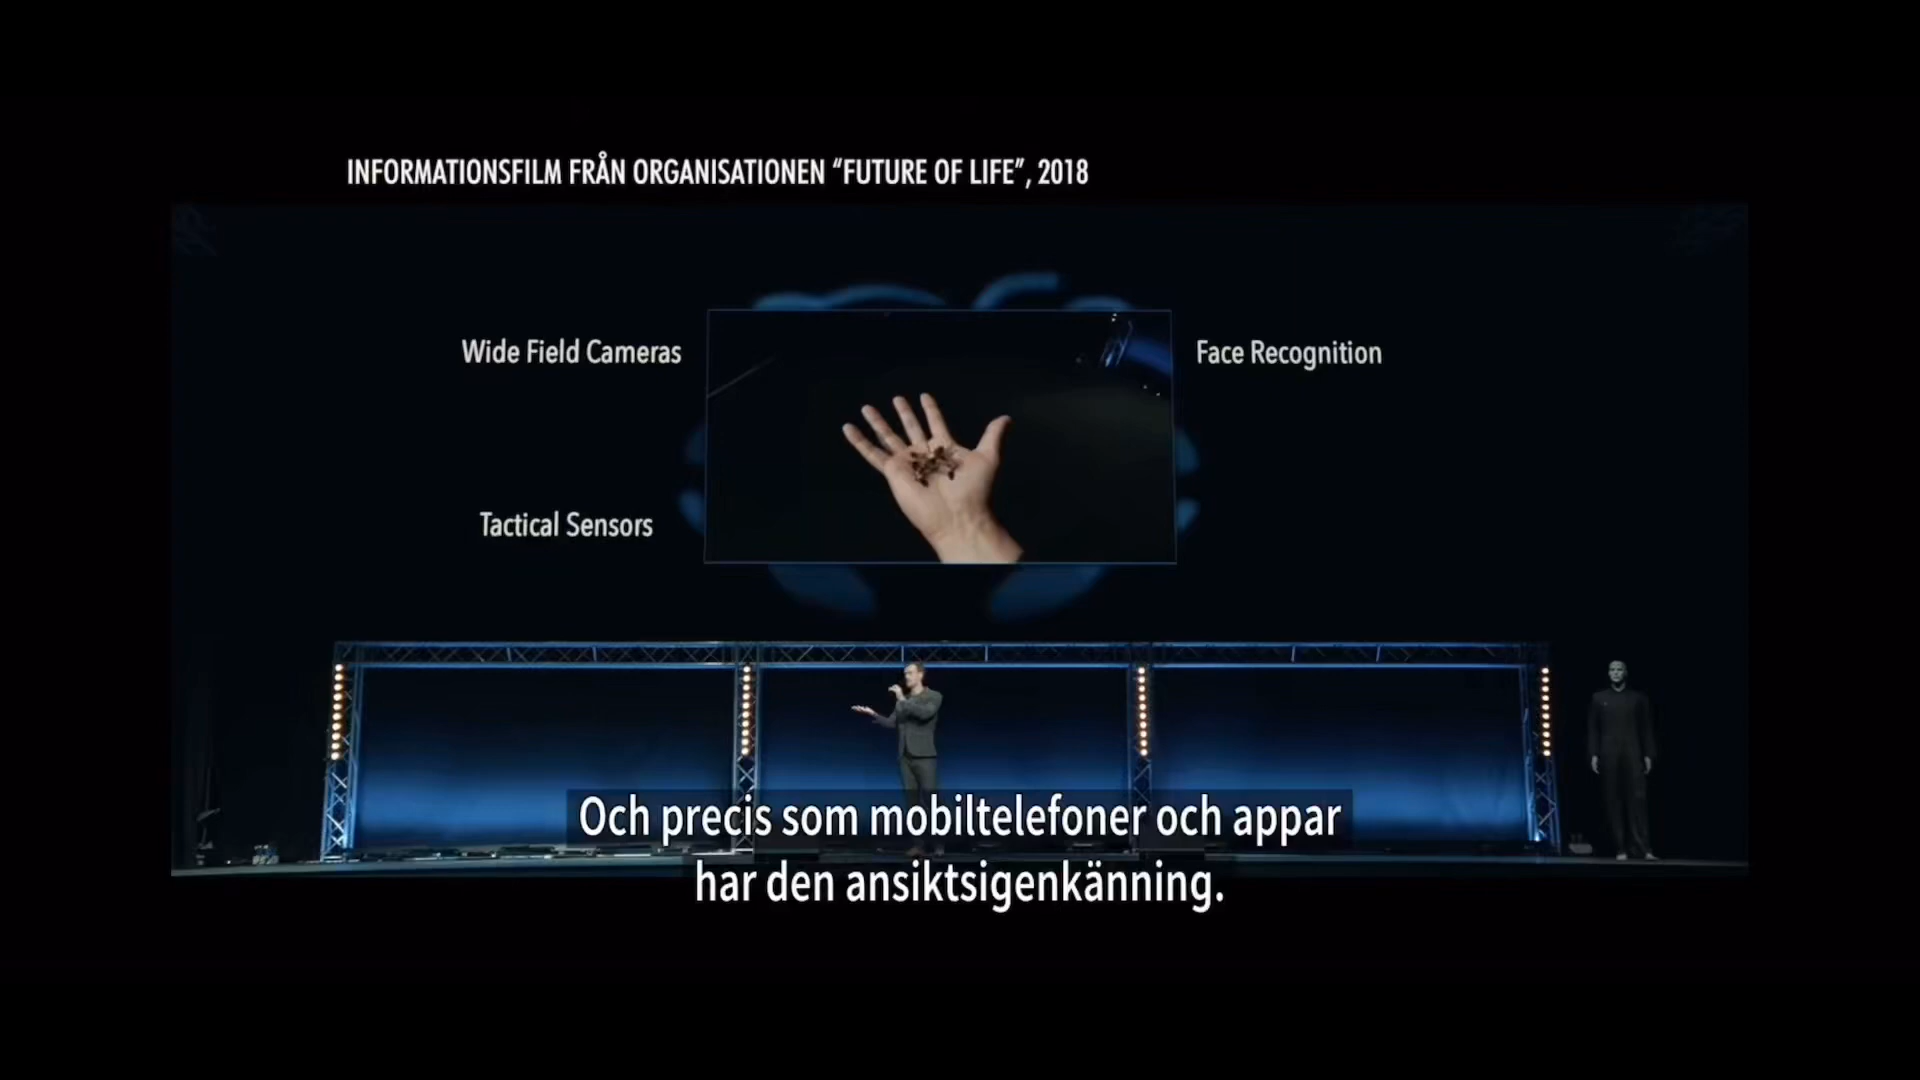 INFORMATIONSFILM FRÅN ORGANISATIONEN “FUTURE OF LIFE”, 2018
Wide Field Cameras
Face Recognition
Tactical Sensors
Och precis som mobiltelefoner och appar
har den ansiktsigenkänning.